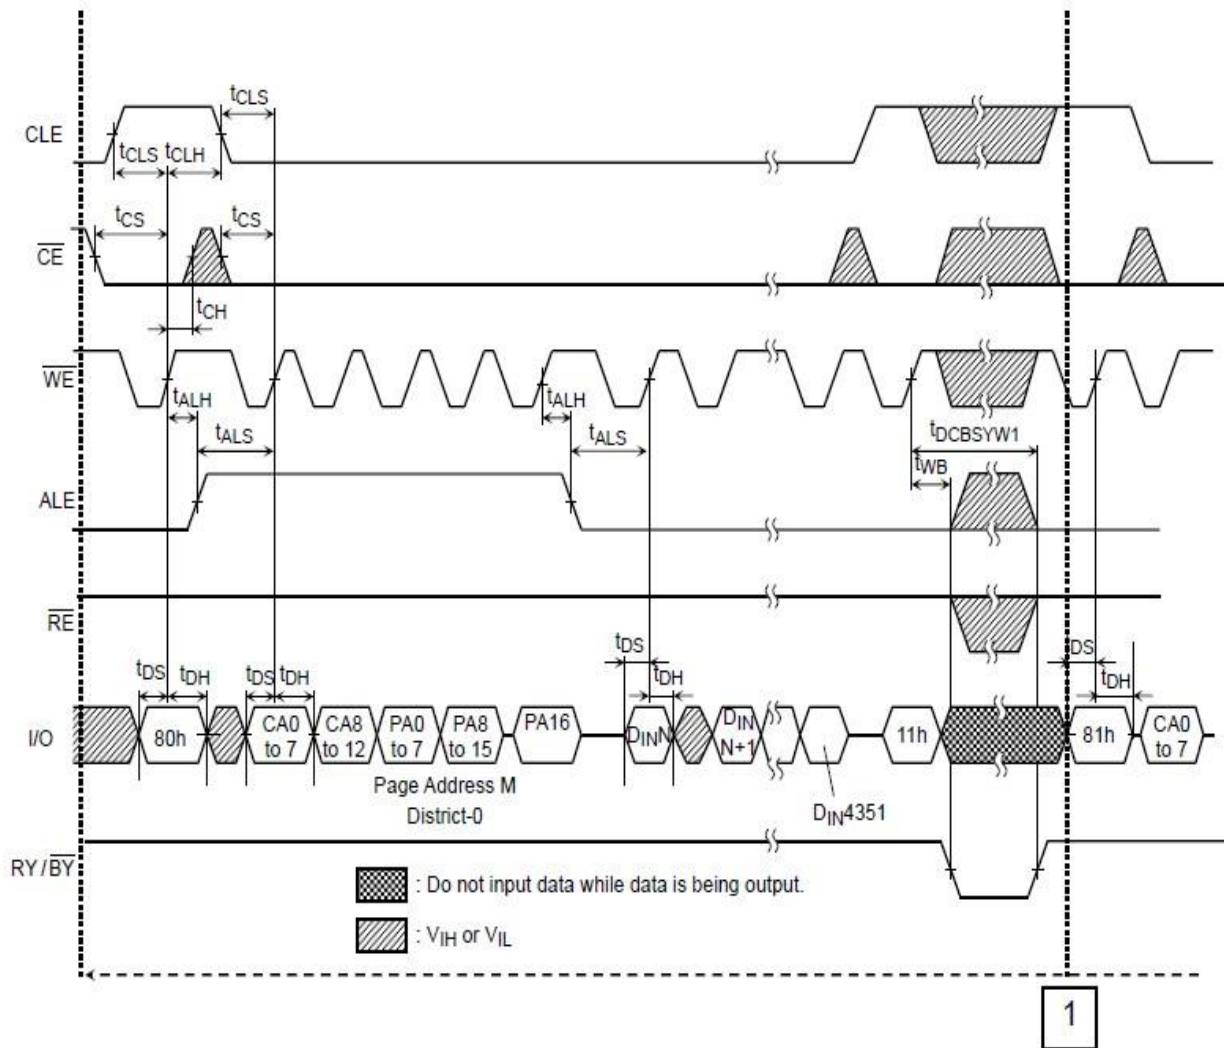 CLE
tCLS
tCLS tCLH
CE
tCS
tCS
tCH
WE
tALH
tALS
tALH
tALS
tDCBSYW1
tWB
ALE
RE
tDS
tDH
tDS
tDH
tDS
tDH
DS
tDH
I/O
80h
CA0 to 7
CA8 to 12
PA0 to 7
PA8 to 15
PA16
DINN
DIN N+1
11h
81h
CA0 to 7
Page Address M
District-0
DIN4351
RY/BY
: Do not input data while data is being output.
: VIH or VIL
1